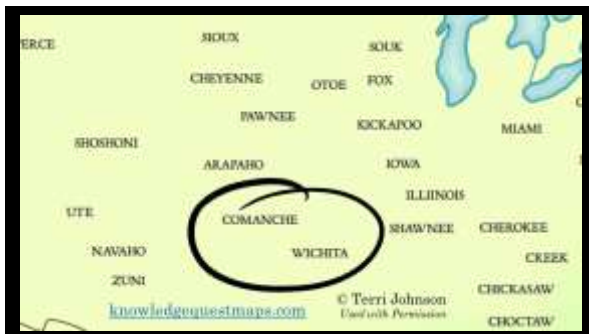 SIOUX
ERCE
SOUK
CHEYENNE
OTOE FOX
PAWNEE
KICKAPOO
MIAMI
SHOSHONI
ARAPAHO
IOWA
ILLIINOIS
UTE
COMANCHE
SHAWNEE
CHEROKEE
NAVAHO
WICHITA
CREEK
ZUNI
CHICKASAW
knowledgequestmaps.com
© Terri Johnson
Used with Permission
CHOCTAW